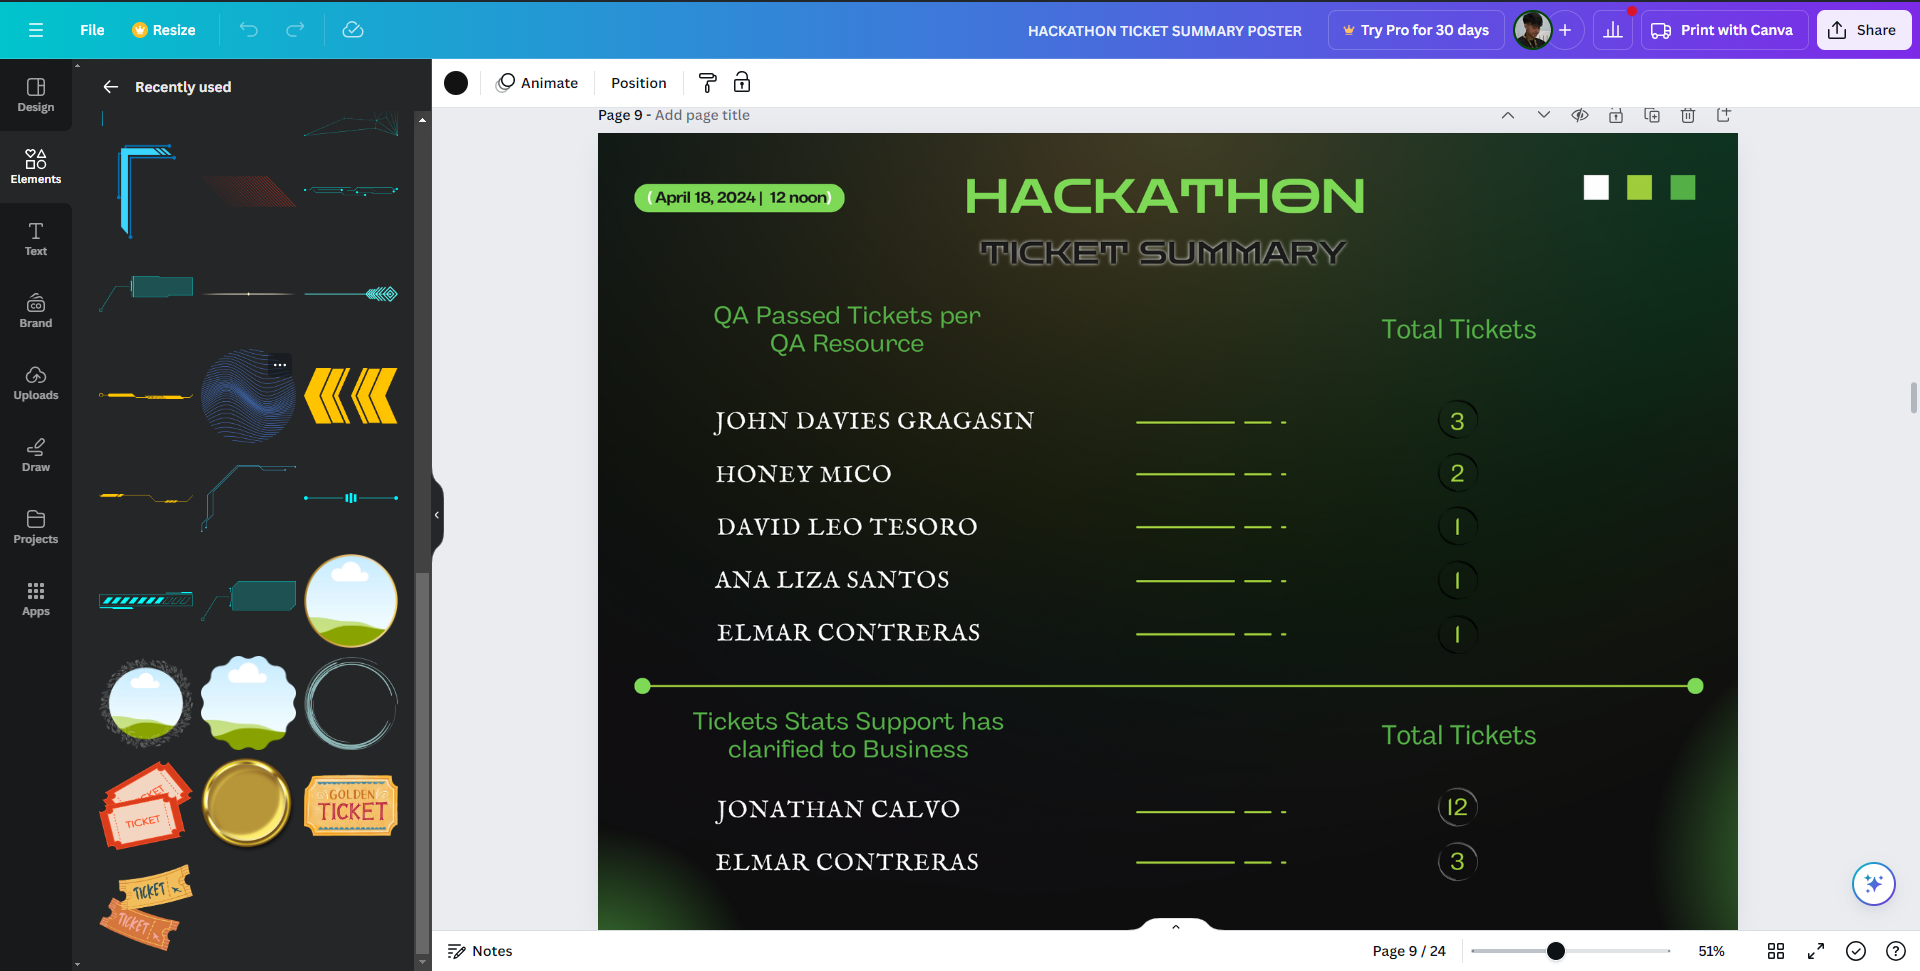 File
Resize
HACKATHON TICKET SUMMARY POSTER
Try Pro for 30 days
Print with Canva
Share
Design
Elements
Text
Brand
Uploads
Draw
Projects
Apps
Recently used
TICKET
TICKET
GOLDEN
TICKET
TICKET
TICKET
Animate
Position
Page 9 - Add page title
( April 18, 2024 | 12 noon)
HACKATHON
TICKET SUMMARY
QA Passed Tickets per
QA Resource
Total Tickets
JOHN DAVIES GRAGASIN 3
HONEY MICO 2
DAVID LEO TESORO 1
ANA LIZA SANTOS 1
ELMAR CONTRERAS 1
Tickets Stats Support has
clarified to Business
Total Tickets
JONATHAN CALVO 12
ELMAR CONTRERAS 3
Notes
Page 9 / 24
51%